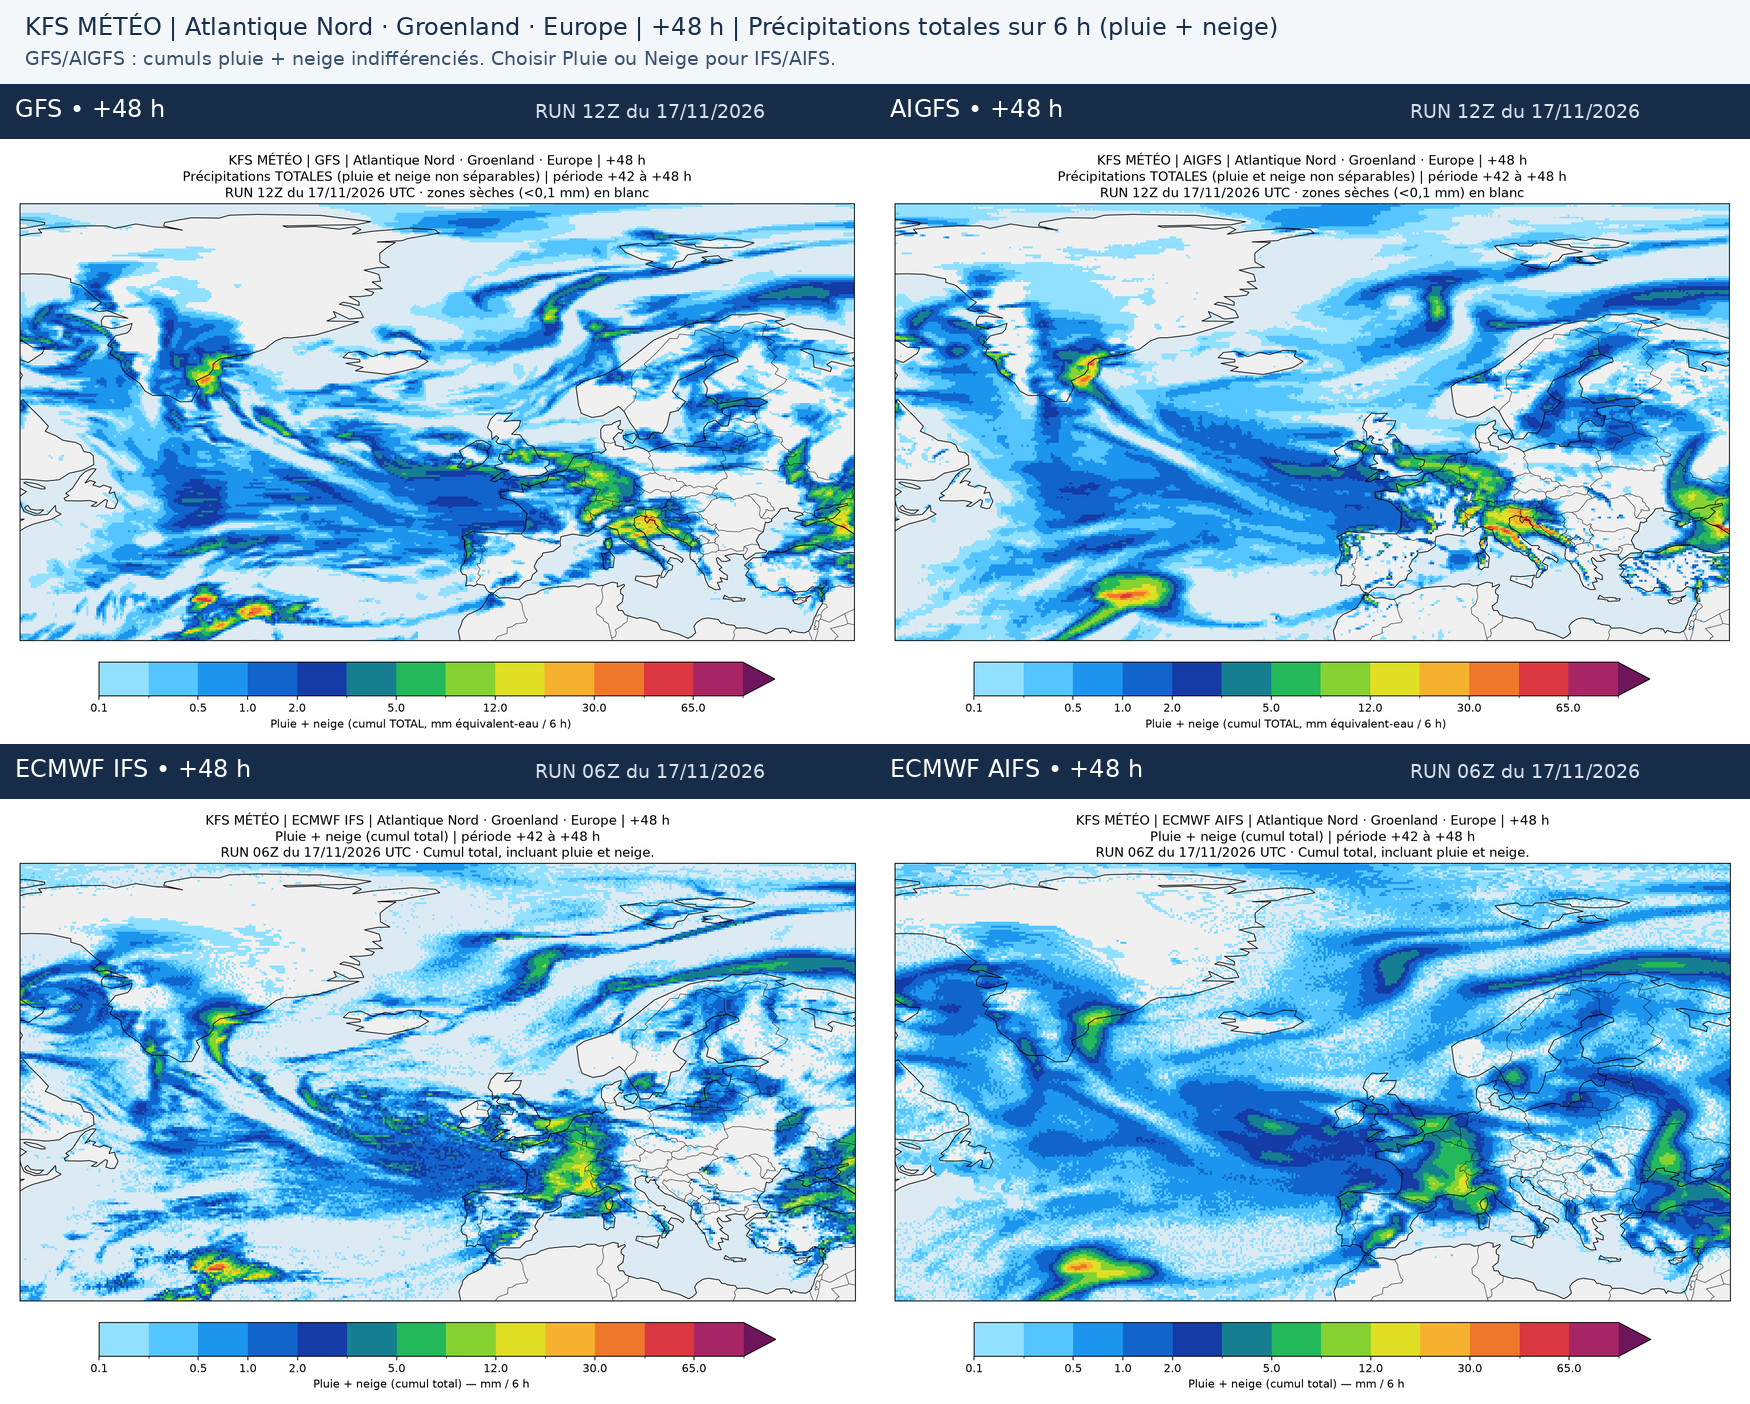 KFS MÉTÉO | Atlantique Nord · Groenland · Europe | +48 h | Précipitations totales sur 6 h (pluie + neige)
GFS/AIGFS : cumuls pluie + neige indifférenciés. Choisir Pluie ou Neige pour IFS/AIFS.
GFS • +48 h
RUN 12Z du 17/11/2026
AIGFS • +48 h
RUN 12Z du 17/11/2026
KFS MÉTÉO | GFS | Atlantique Nord · Groenland · Europe | +48 h
Précipitations TOTALES (pluie et neige non séparables) | période +42 à +48 h
RUN 12Z du 17/11/2026 UTC · zones sèches (<0,1 mm) en blanc
KFS MÉTÉO | AIGFS | Atlantique Nord · Groenland · Europe | +48 h
Précipitations TOTALES (pluie et neige non séparables) | période +42 à +48 h
RUN 12Z du 17/11/2026 UTC · zones sèches (<0,1 mm) en blanc
0.1 0.5 1.0 2.0 5.0 12.0 30.0 65.0
Pluie + neige (cumul TOTAL, mm équivalent-eau / 6 h)
0.1 0.5 1.0 2.0 5.0 12.0 30.0 65.0
Pluie + neige (cumul TOTAL, mm équivalent-eau / 6 h)
ECMWF IFS • +48 h
RUN 06Z du 17/11/2026
ECMWF AIFS • +48 h
RUN 06Z du 17/11/2026
KFS MÉTÉO | ECMWF IFS | Atlantique Nord · Groenland · Europe | +48 h
Pluie + neige (cumul total) | période +42 à +48 h
RUN 06Z du 17/11/2026 UTC · Cumul total, incluant pluie et neige.
KFS MÉTÉO | ECMWF AIFS | Atlantique Nord · Groenland · Europe | +48 h
Pluie + neige (cumul total) | période +42 à +48 h
RUN 06Z du 17/11/2026 UTC · Cumul total, incluant pluie et neige.
0.1 0.5 1.0 2.0 5.0 12.0 30.0 65.0
Pluie + neige (cumul total) — mm / 6 h
0.1 0.5 1.0 2.0 5.0 12.0 30.0 65.0
Pluie + neige (cumul total) — mm / 6 h